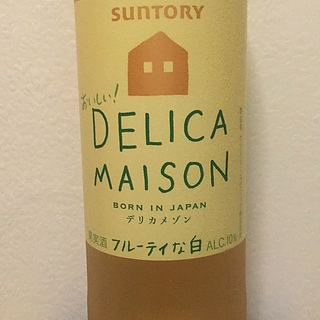 SUNTORY
おいしい!
DELICA
MAISON
BORN IN JAPAN
デリカメゾン
果実酒 フルーティな白 ALC.10%